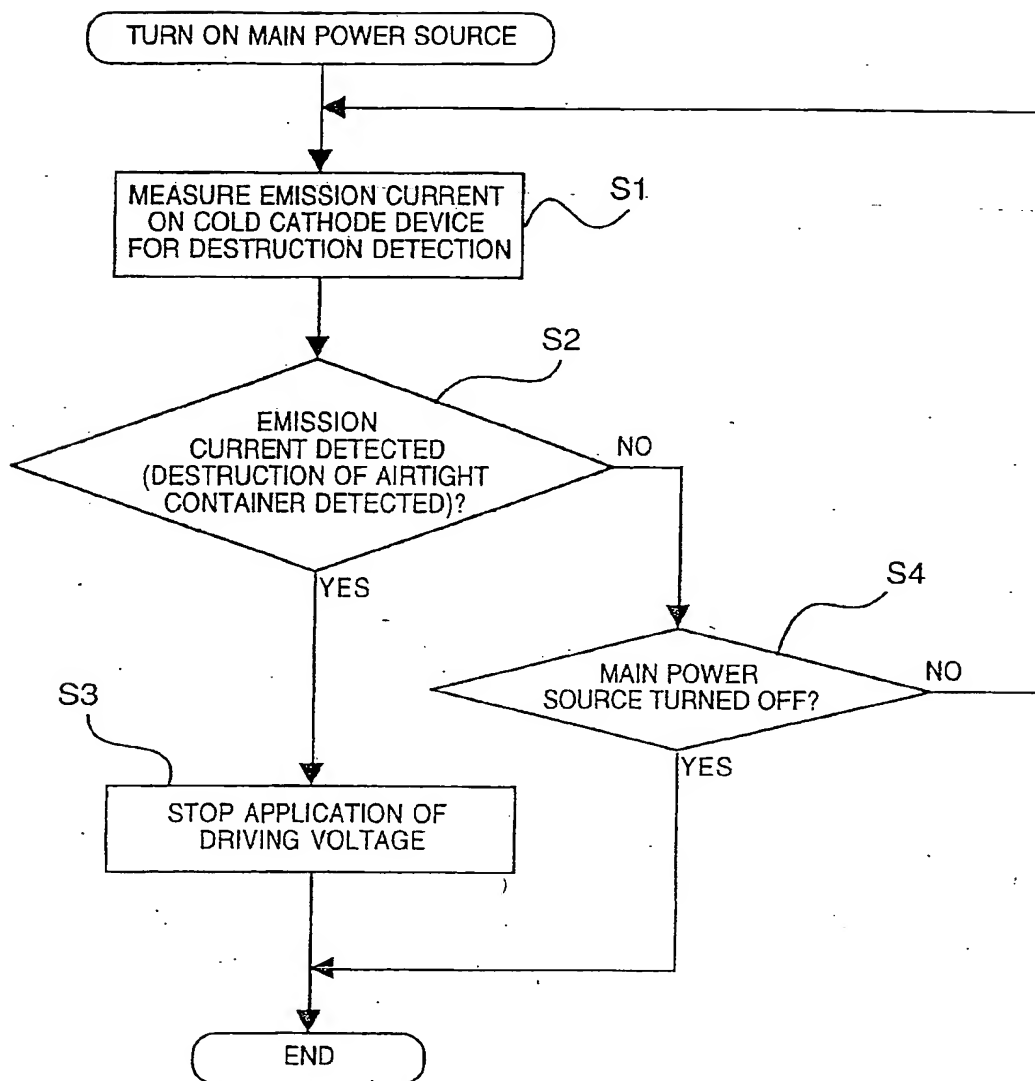 TURN ON MAIN POWER SOURCE
MEASURE EMISSION CURRENT
ON COLD CATHODE DEVICE
FOR DESTRUCTION DETECTION
S1
S2
EMISSION
CURRENT DETECTED
(DESTRUCTION OF AIRTIGHT
CONTAINER DETECTED)?
NO
YES
S4
MAIN POWER
SOURCE TURNED OFF?
NO
YES
S3
STOP APPLICATION OF
DRIVING VOLTAGE
END